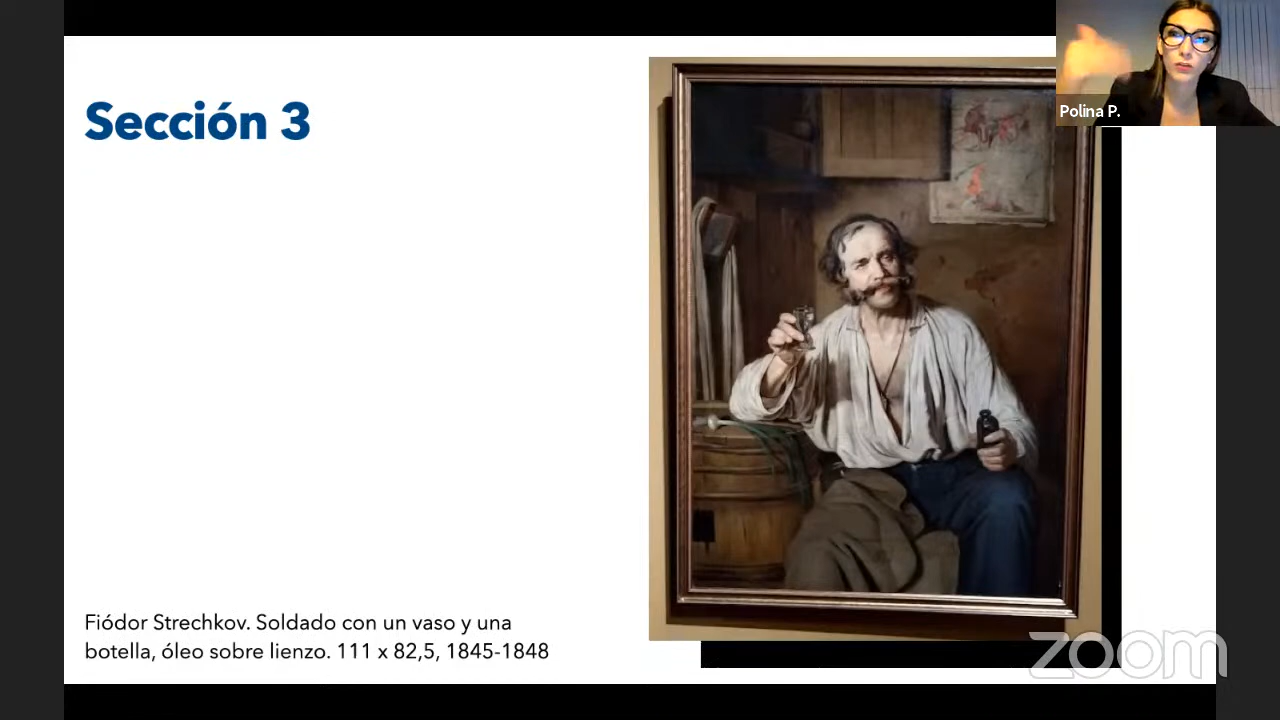 Polina P.
Sección 3
Fiódor Strechkov. Soldado con un vaso y una
botella, óleo sobre lienzo. 111 x 82,5, 1845-1848
zoom